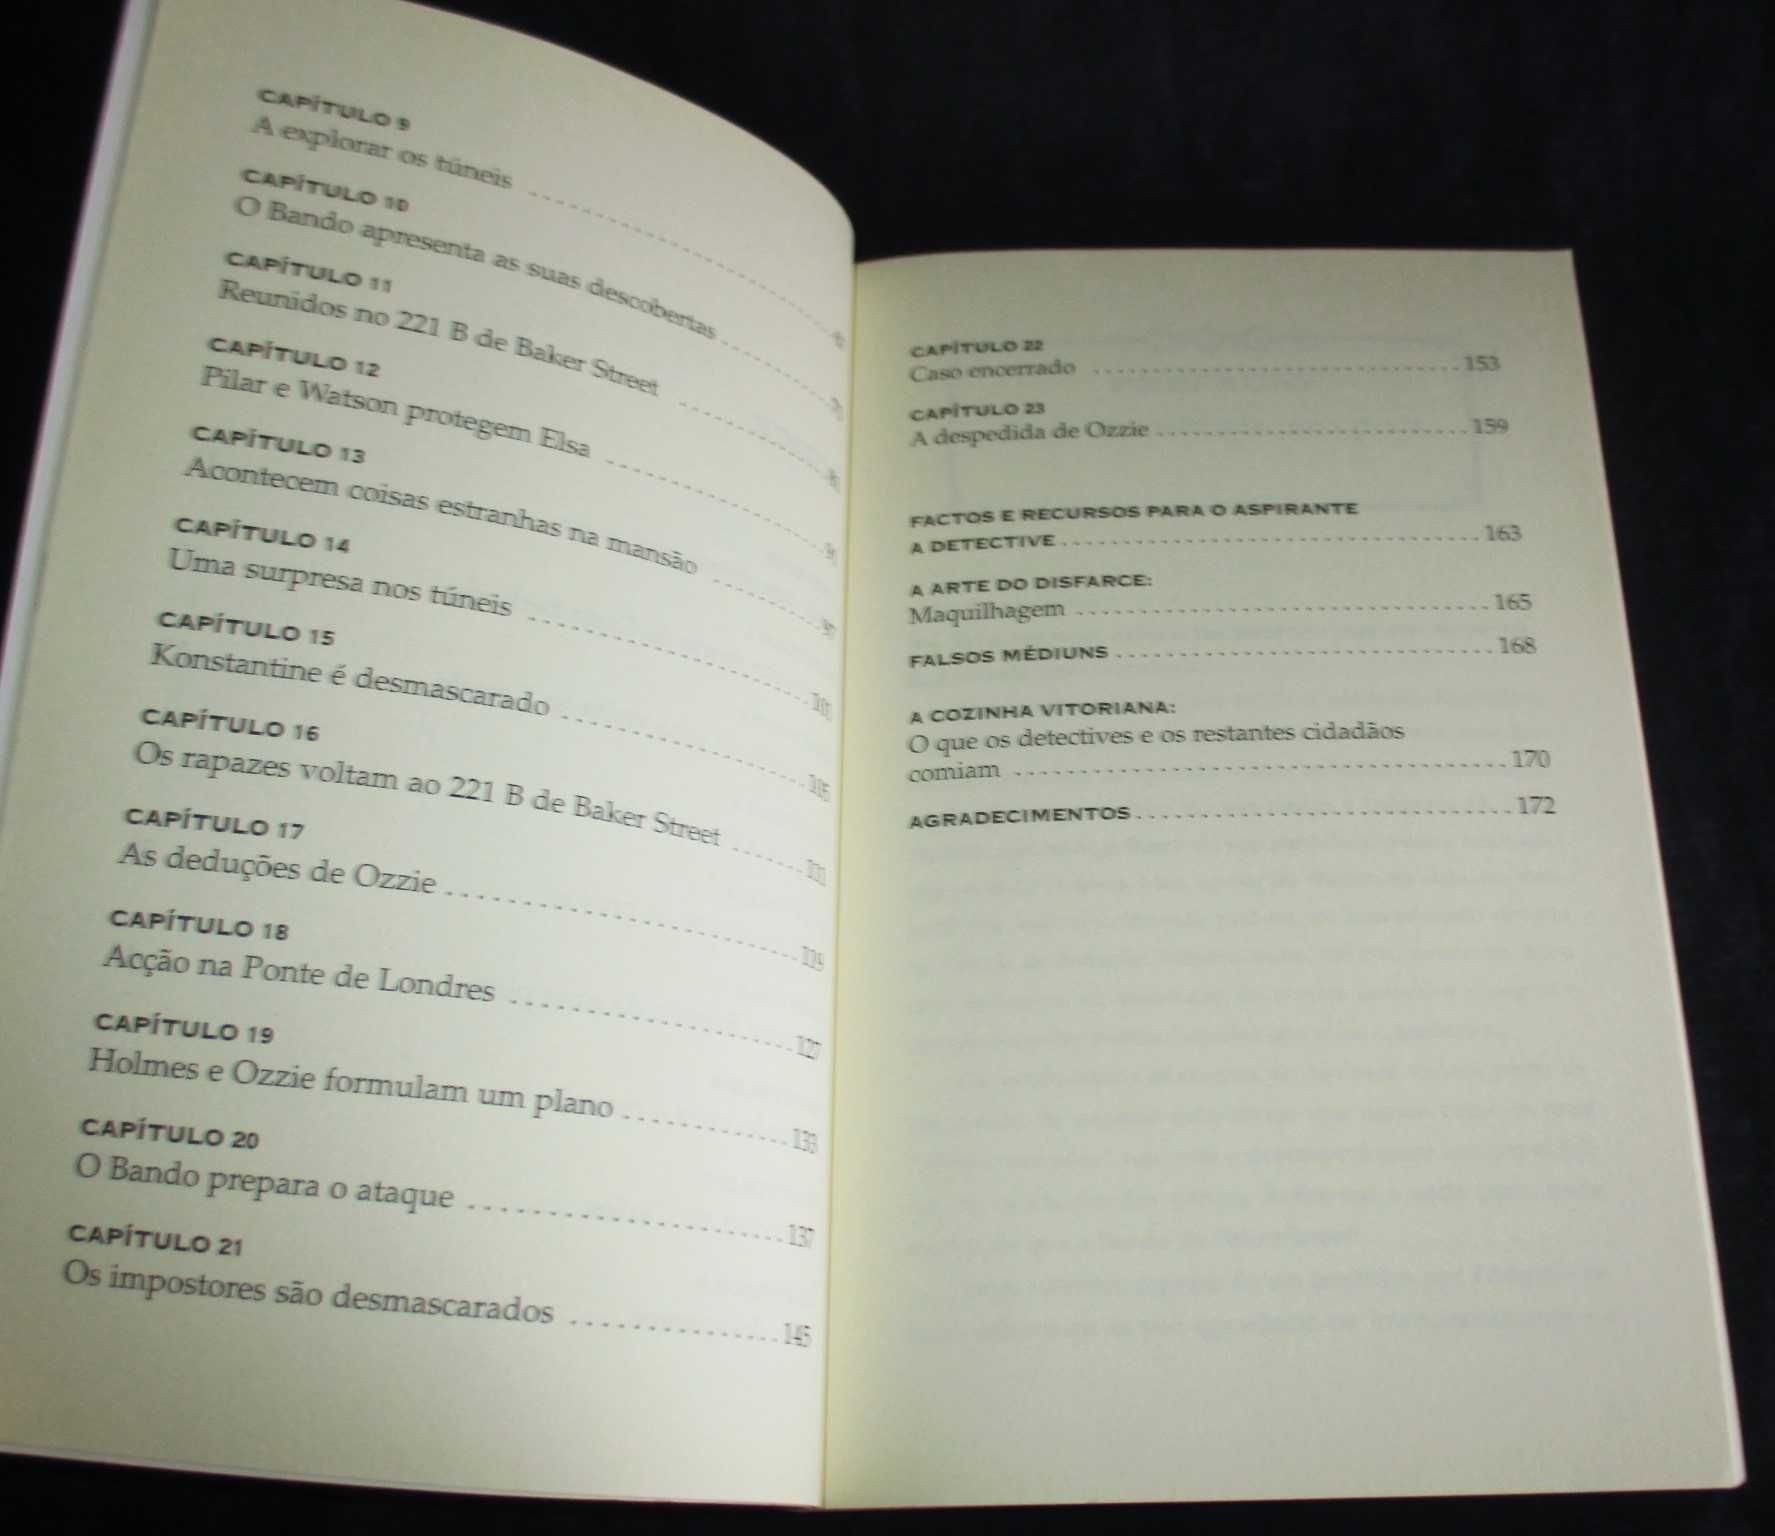 CAPÍTULO 9
A explorar os túneis
CAPÍTULO 10
O Bando apresenta as suas descobertas
CAPÍTULO 11
Reunidos no 221 B de Baker Street
CAPÍTULO 12
Pilar e Watson protegem Elsa
CAPÍTULO 13
Acontecem coisas estranhas na mansão
CAPÍTULO 14
Uma surpresa nos túneis
CAPÍTULO 15
Konstantine é desmascarado
CAPÍTULO 16
Os rapazes voltam ao 221 B de Baker Street
CAPÍTULO 17
As deduções de Ozzie
CAPÍTULO 18
Acção na Ponte de Londres ........................ 127
CAPÍTULO 19
Holmes e Ozzie formulam um plano ............. 133
CAPÍTULO 20
O Bando prepara o ataque ........................ 137
CAPÍTULO 21
Os impostores são desmascarados ................ 145
CAPÍTULO 22
Caso encerrado ................................ 153
CAPÍTULO 23
A despedida de Ozzie ........................... 159
FACTOS E RECURSOS PARA O ASPIRANTE
A DETECTIVE ................................... 163
A ARTE DO DISFARCE:
Maquilhagem ................................... 165
FALSOS MÉDIUNS ................................ 168
A COZINHA VITORIANA:
O que os detectives e os restantes cidadãos
comiam ........................................ 170
AGRADECIMENTOS ................................ 172